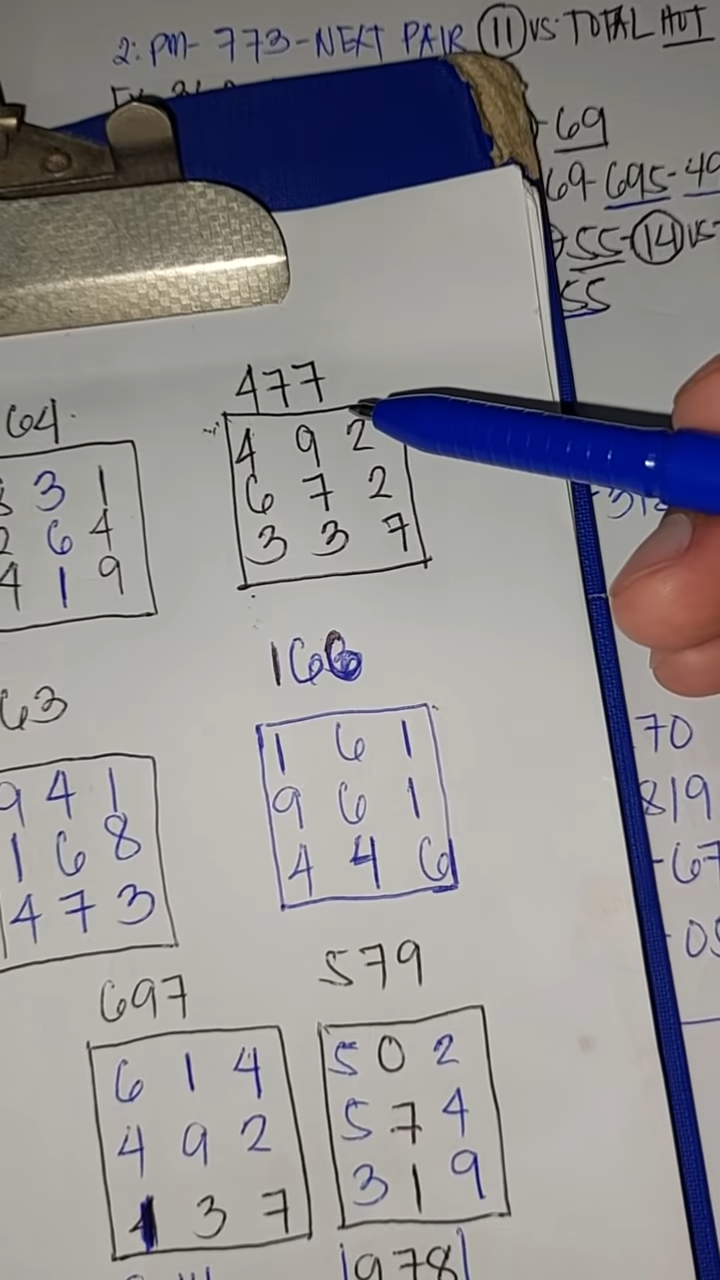 2: PM- 773-NEXT PAIR (11) VS. TOTAL HOT
-69
69-695-49
55-(14)VS-
55
477
4 9 2
6 7 2
3 3 7
64.
3 1
2 6 4
4 1 9
166
1 6 1
9 6 1
4 4 6
63
9 4 1
1 6 8
4 7 3
70
819
-67
697
6 1 4
4 9 2
3 7
579
5 0 2
5 7 4
3 1 9
978